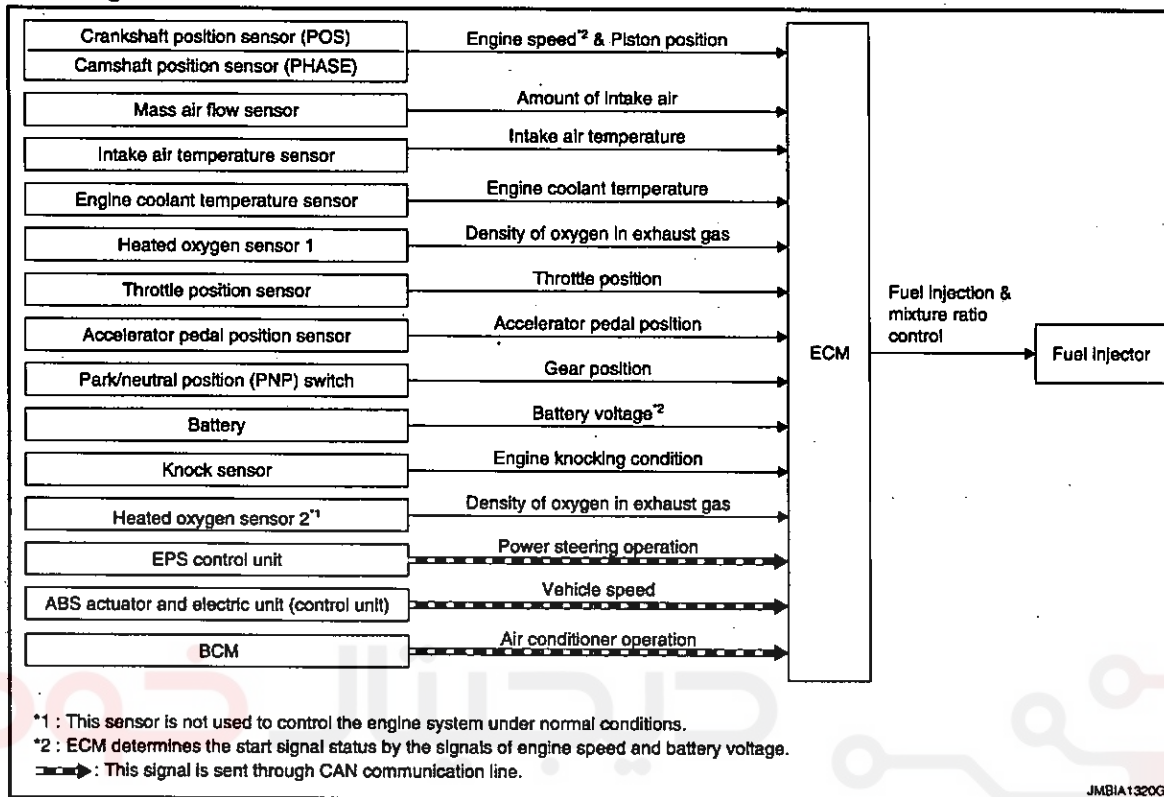 Crankshaft position sensor (POS)
Engine speed*2 & Piston position
Camshaft position sensor (PHASE)
Mass air flow sensor
Amount of intake air
Intake air temperature sensor
Intake air temperature
Engine coolant temperature sensor
Engine coolant temperature
Heated oxygen sensor 1
Density of oxygen in exhaust gas
Throttle position sensor
Throttle position
Accelerator pedal position sensor
Accelerator pedal position
Park/neutral position (PNP) switch
Gear position
Battery
Battery voltage*2
Knock sensor
Engine knocking condition
Heated oxygen sensor 2*1
Density of oxygen in exhaust gas
EPS control unit
Power steering operation
ABS actuator and electric unit (control unit)
Vehicle speed
BCM
Air conditioner operation
ECM
Fuel injection &
mixture ratio
control
Fuel injector
*1 : This sensor is not used to control the engine system under normal conditions.
*2 : ECM determines the start signal status by the signals of engine speed and battery voltage.
: This signal is sent through CAN communication line.
دیجیتال خودرو
JMBIA1320G